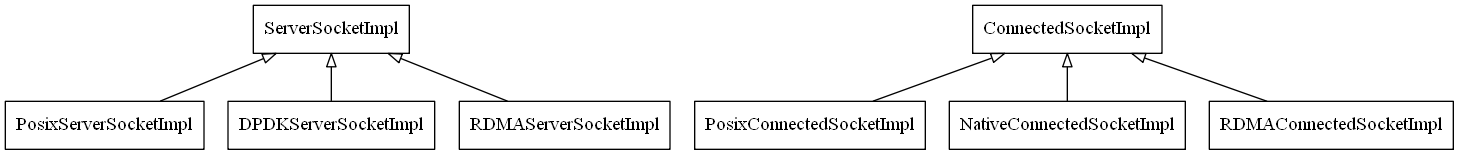 ServerSocketImpl
ConnectedSocketImpl
PosixServerSocketImpl
DPDKServerSocketImpl
RDMAServerSocketImpl
PosixConnectedSocketImpl
NativeConnectedSocketImpl
RDMAConnectedSocketImpl